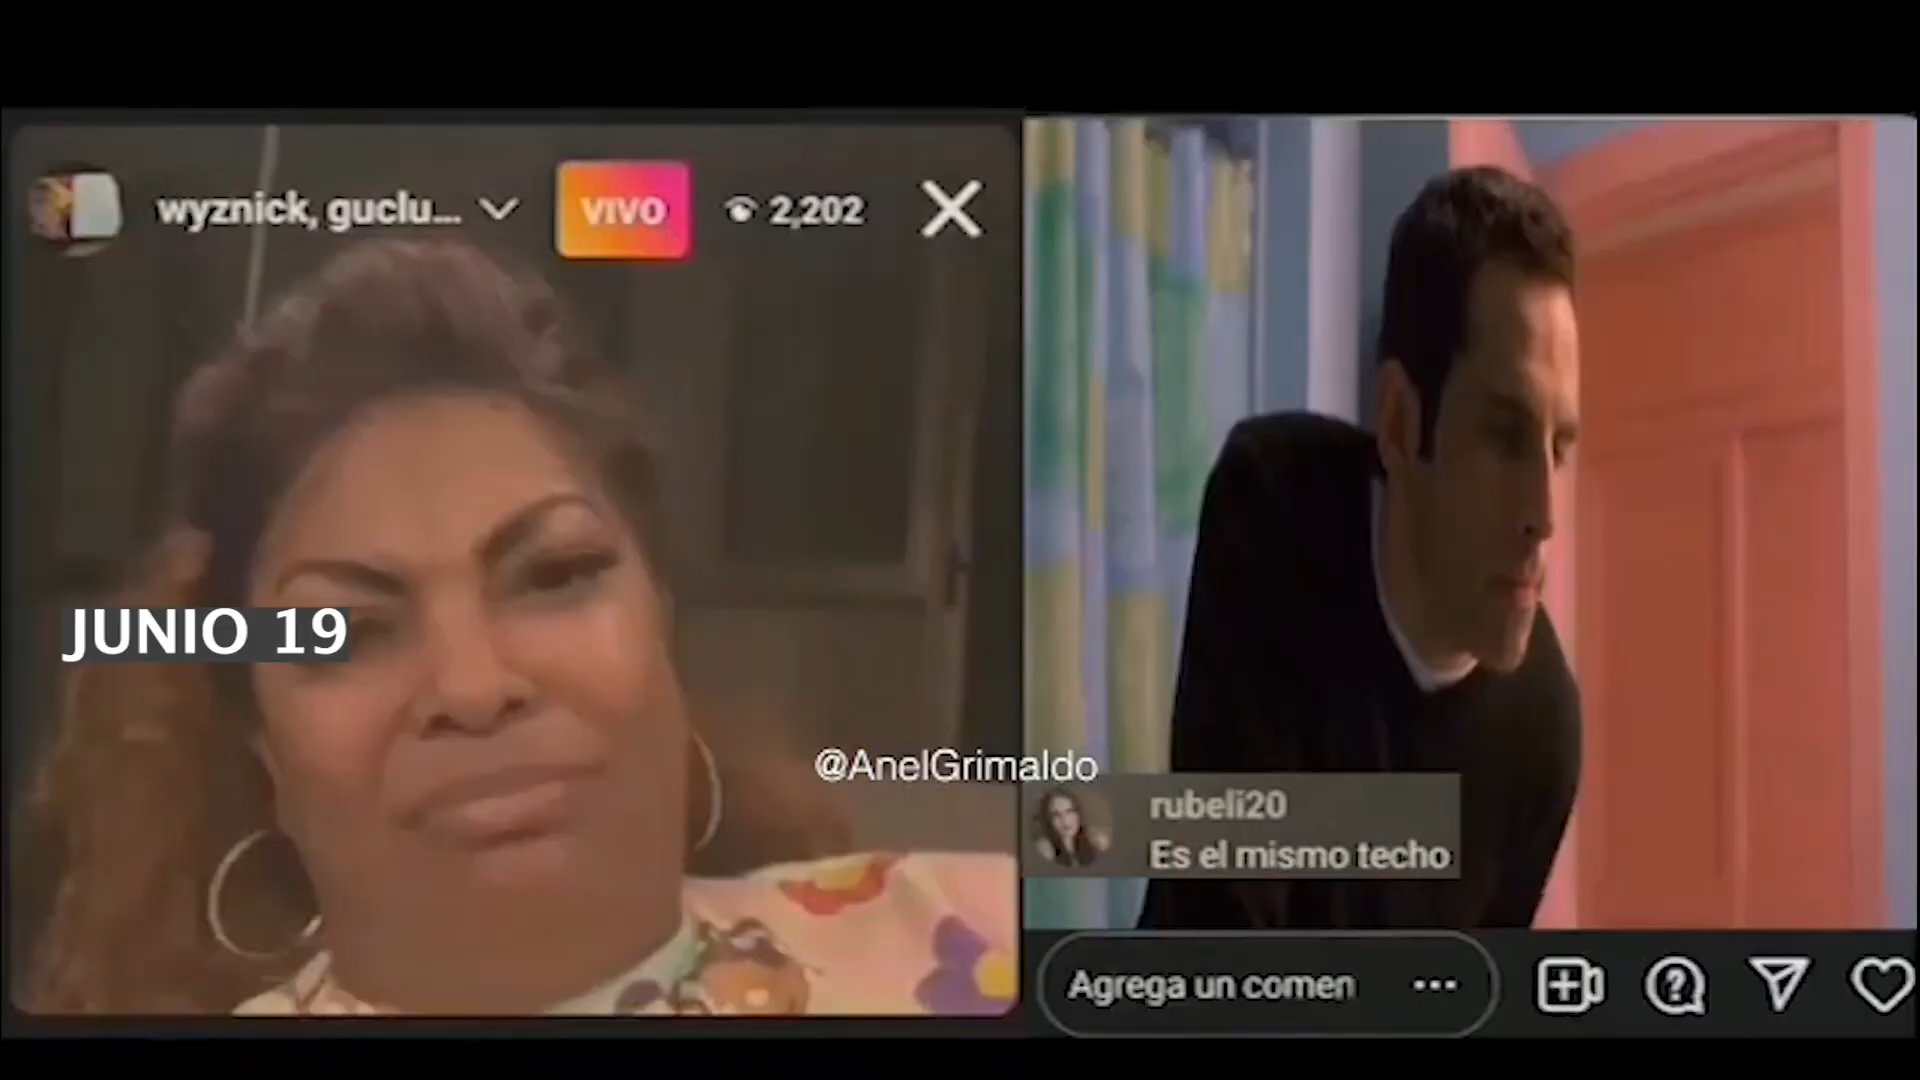 wyznick, guclu...
VIVO
2,202
JUNIO 19
@AnelGrimaldo
rubeli20
Es el mismo techo
Agrega un comen